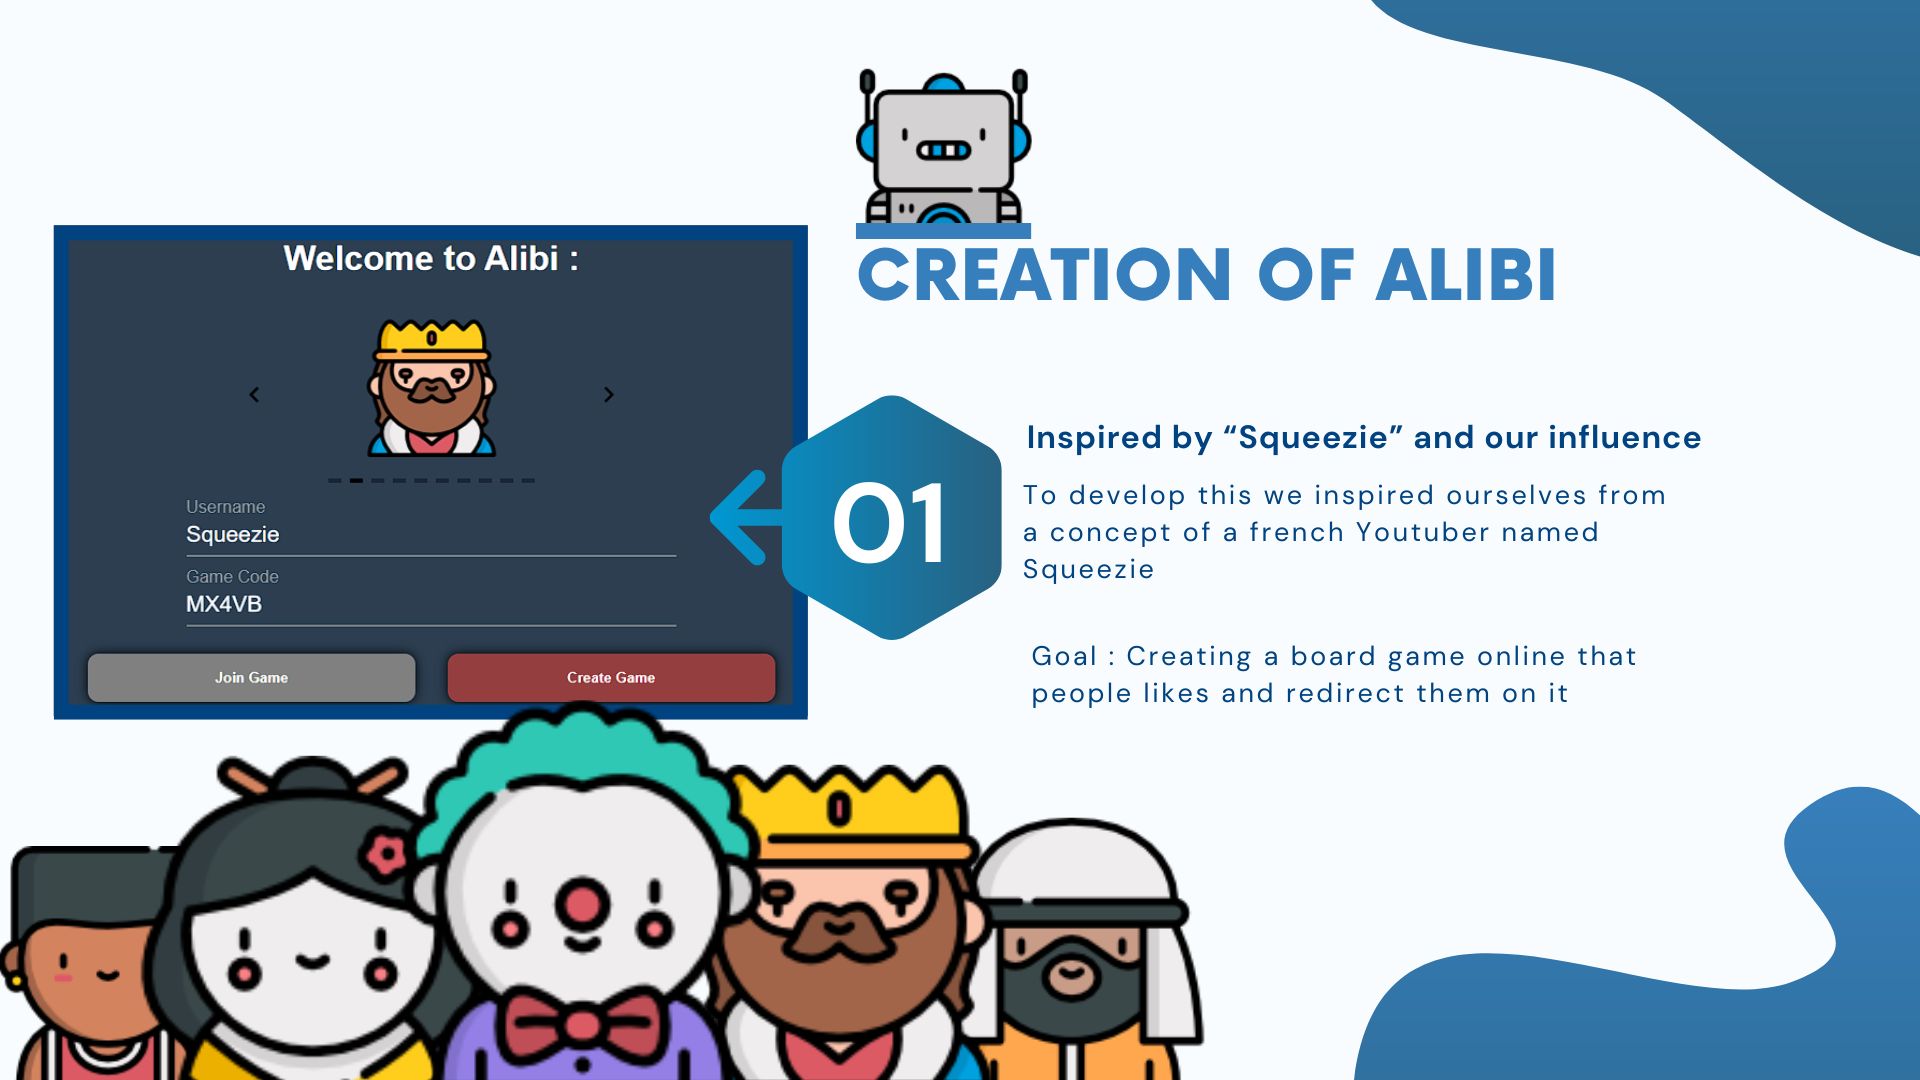 CREATION OF ALIBI
Welcome to Alibi :
Username
Squeezie
Game Code
MX4VB
Join Game
Create Game
01
Inspired by “Squeezie” and our influence
To develop this we inspired ourselves from
a concept of a french Youtuber named
Squeezie
Goal : Creating a board game online that
people likes and redirect them on it